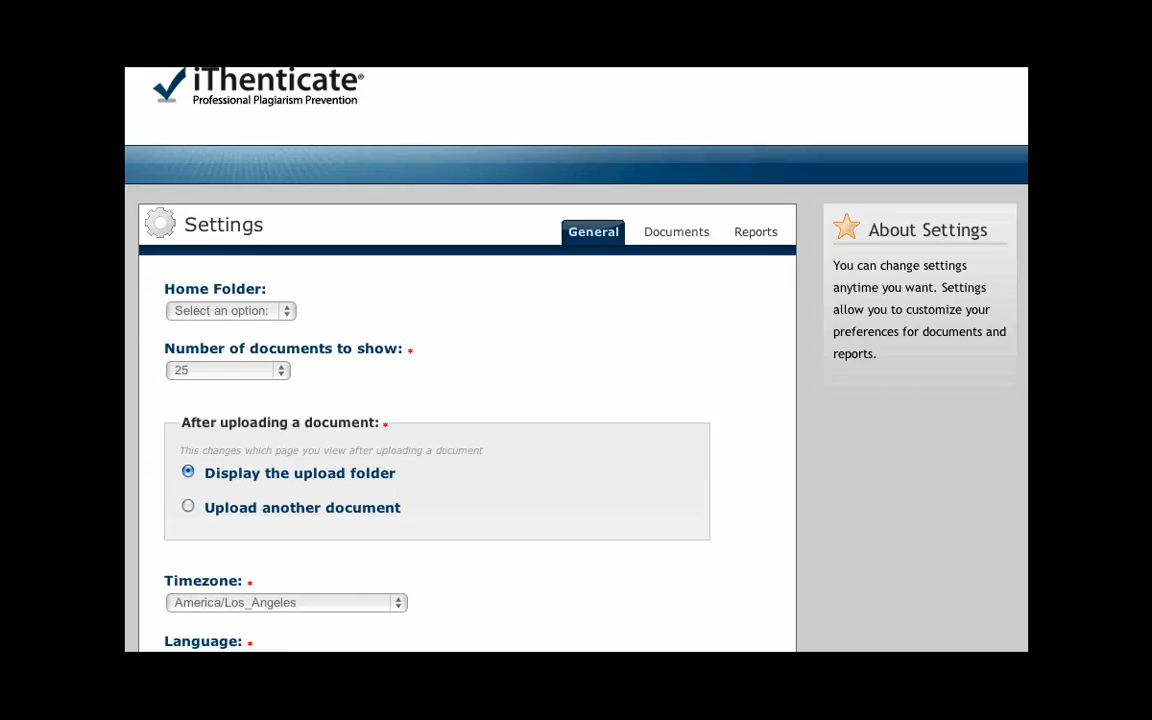 iThenticate®
Professional Plagiarism Prevention
Settings
General
Documents
Reports
Home Folder:
Select an option:
Number of documents to show: *
25
After uploading a document: *
This changes which page you view after uploading a document
Display the upload folder
Upload another document
Timezone: *
America/Los_Angeles
Language: *
About Settings
You can change settings
anytime you want. Settings
allow you to customize your
preferences for documents and
reports.